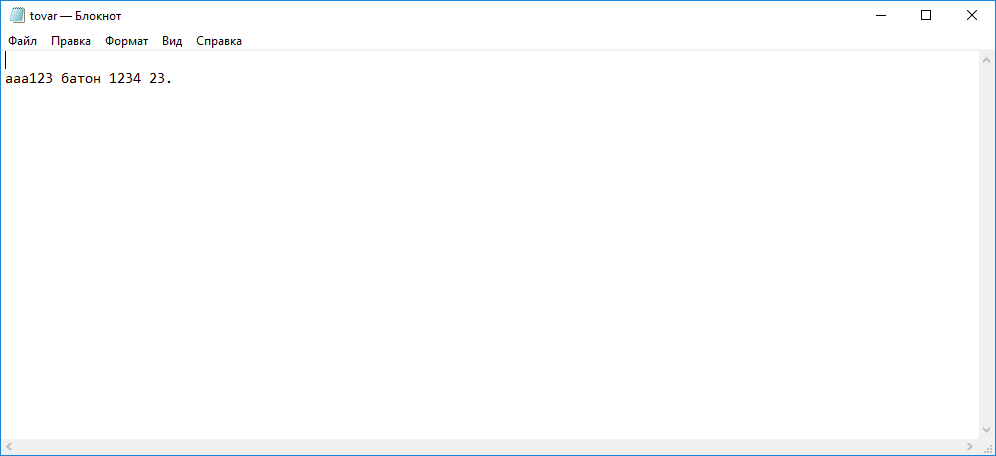 tovar — Блокнот
Файл Правка Формат Вид Справка
ааа123 батон 1234 23.